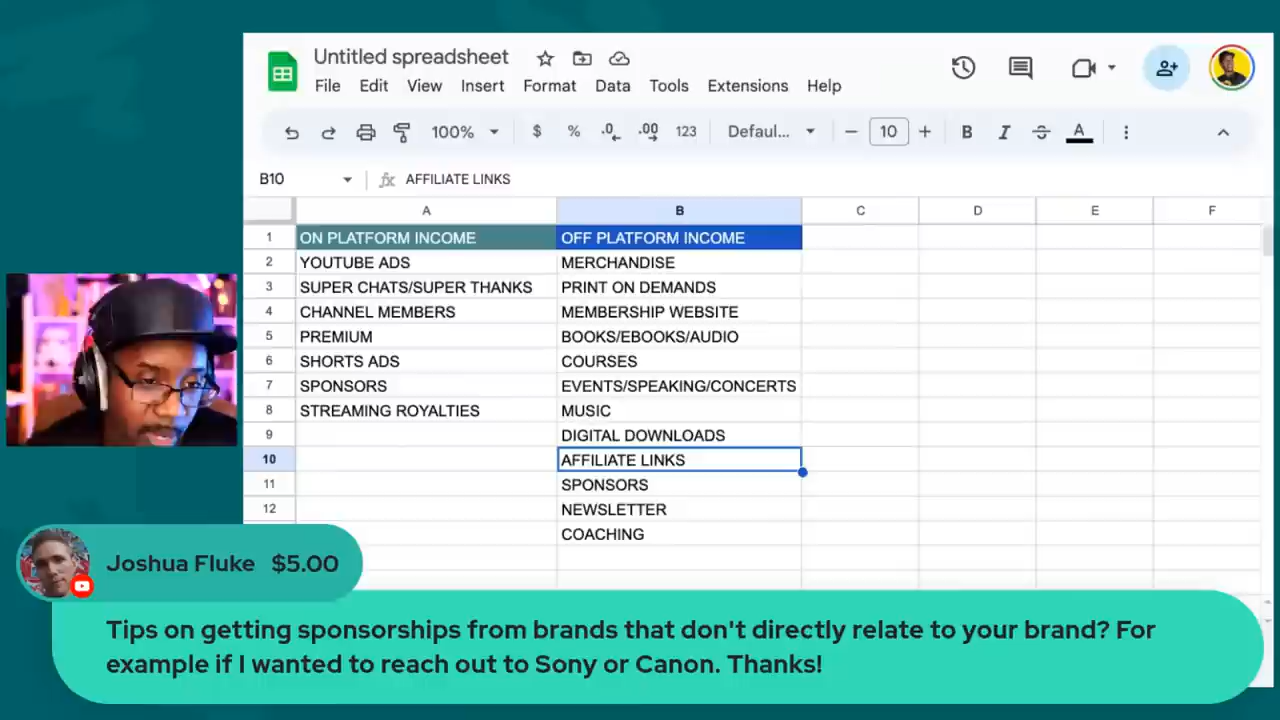 Untitled spreadsheet
File Edit View Insert Format Data Tools Extensions Help
100% $ % .0 .00 123 Defaul... 10 B I A
B10 fx AFFILIATE LINKS
A B C D E F
1 ON PLATFORM INCOME OFF PLATFORM INCOME
2 YOUTUBE ADS MERCHANDISE
3 SUPER CHATS/SUPER THANKS PRINT ON DEMANDS
4 CHANNEL MEMBERS MEMBERSHIP WEBSITE
5 PREMIUM BOOKS/EBOOKS/AUDIO
6 SHORTS ADS COURSES
7 SPONSORS EVENTS/SPEAKING/CONCERTS
8 STREAMING ROYALTIES MUSIC
9 DIGITAL DOWNLOADS
10 AFFILIATE LINKS
11 SPONSORS
12 NEWSLETTER
COACHING
Joshua Fluke $5.00
Tips on getting sponsorships from brands that don't directly relate to your brand? For
example if I wanted to reach out to Sony or Canon. Thanks!